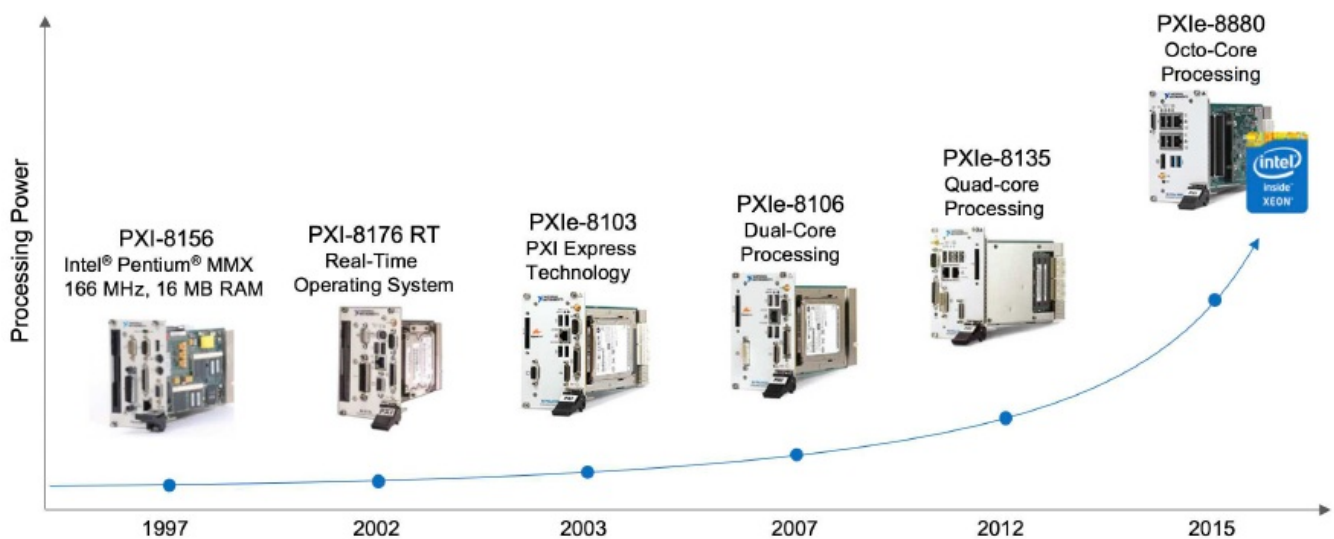 PXIe-8880
Octo-Core
Processing
intel
inside™
XEON®
PXIe-8135
Quad-core
Processing
PXIe-8106
Dual-Core
Processing
PXIe-8103
PXI Express
Technology
PXI-8176 RT
Real-Time
Operating System
PXI-8156
Intel® Pentium® MMX
166 MHz, 16 MB RAM
Processing Power
1997
2002
2003
2007
2012
2015